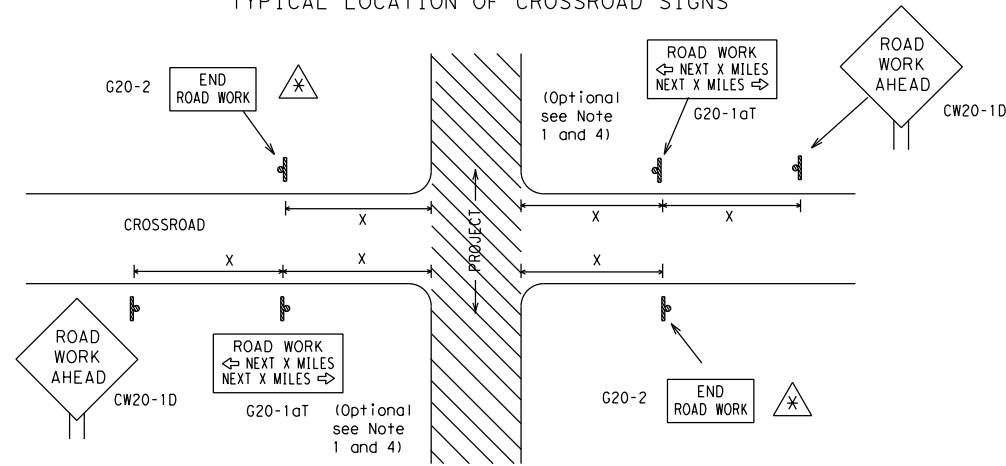 TYPICAL LOCATION OF CROSSROAD SIGNS
G20-2
END
ROAD WORK
*
(Optional
see Note
1 and 4)
ROAD WORK
⇦ NEXT X MILES
NEXT X MILES ⇨
G20-1aT
ROAD
WORK
AHEAD
CW20-1D
X
X
X
CROSSROAD
PROJECT
X
X
X
ROAD
WORK
AHEAD
CW20-1D
ROAD WORK
⇦ NEXT X MILES
NEXT X MILES ⇨
G20-1aT
(Optional
see Note
1 and 4)
G20-2
END
ROAD WORK
*